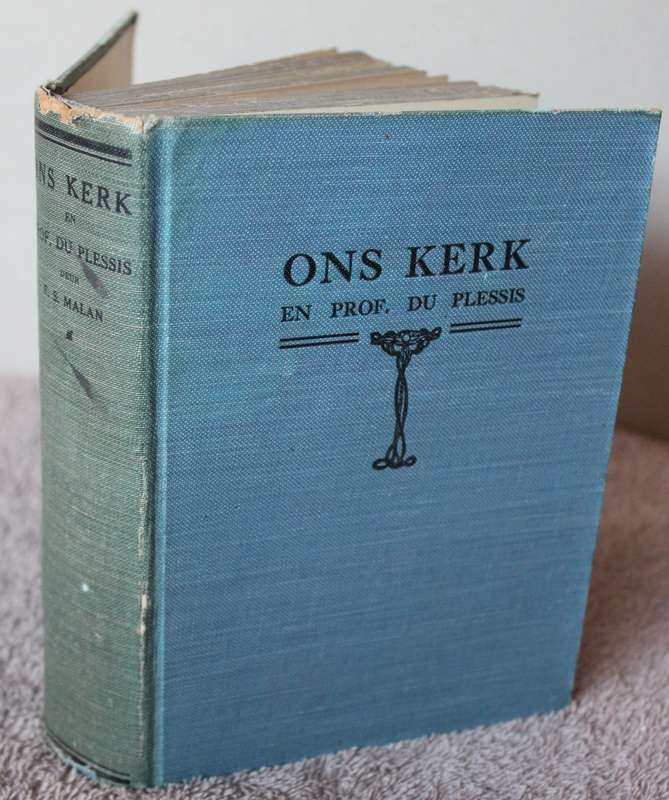 ONS KERK
EN
PROF. DU PLESSIS
DEUR
F. S. MALAN
ONS KERK
EN PROF. DU PLESSIS